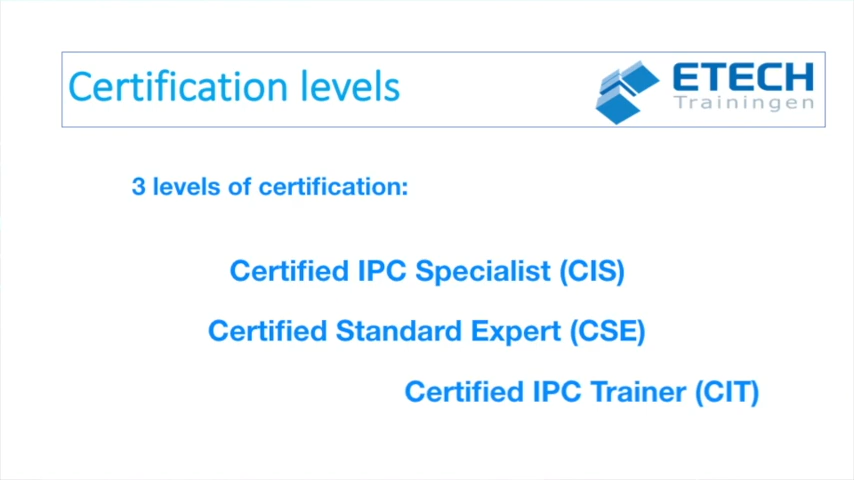 Certification levels
ETECH
Trainingen
3 levels of certification:
Certified IPC Specialist (CIS)
Certified Standard Expert (CSE)
Certified IPC Trainer (CIT)